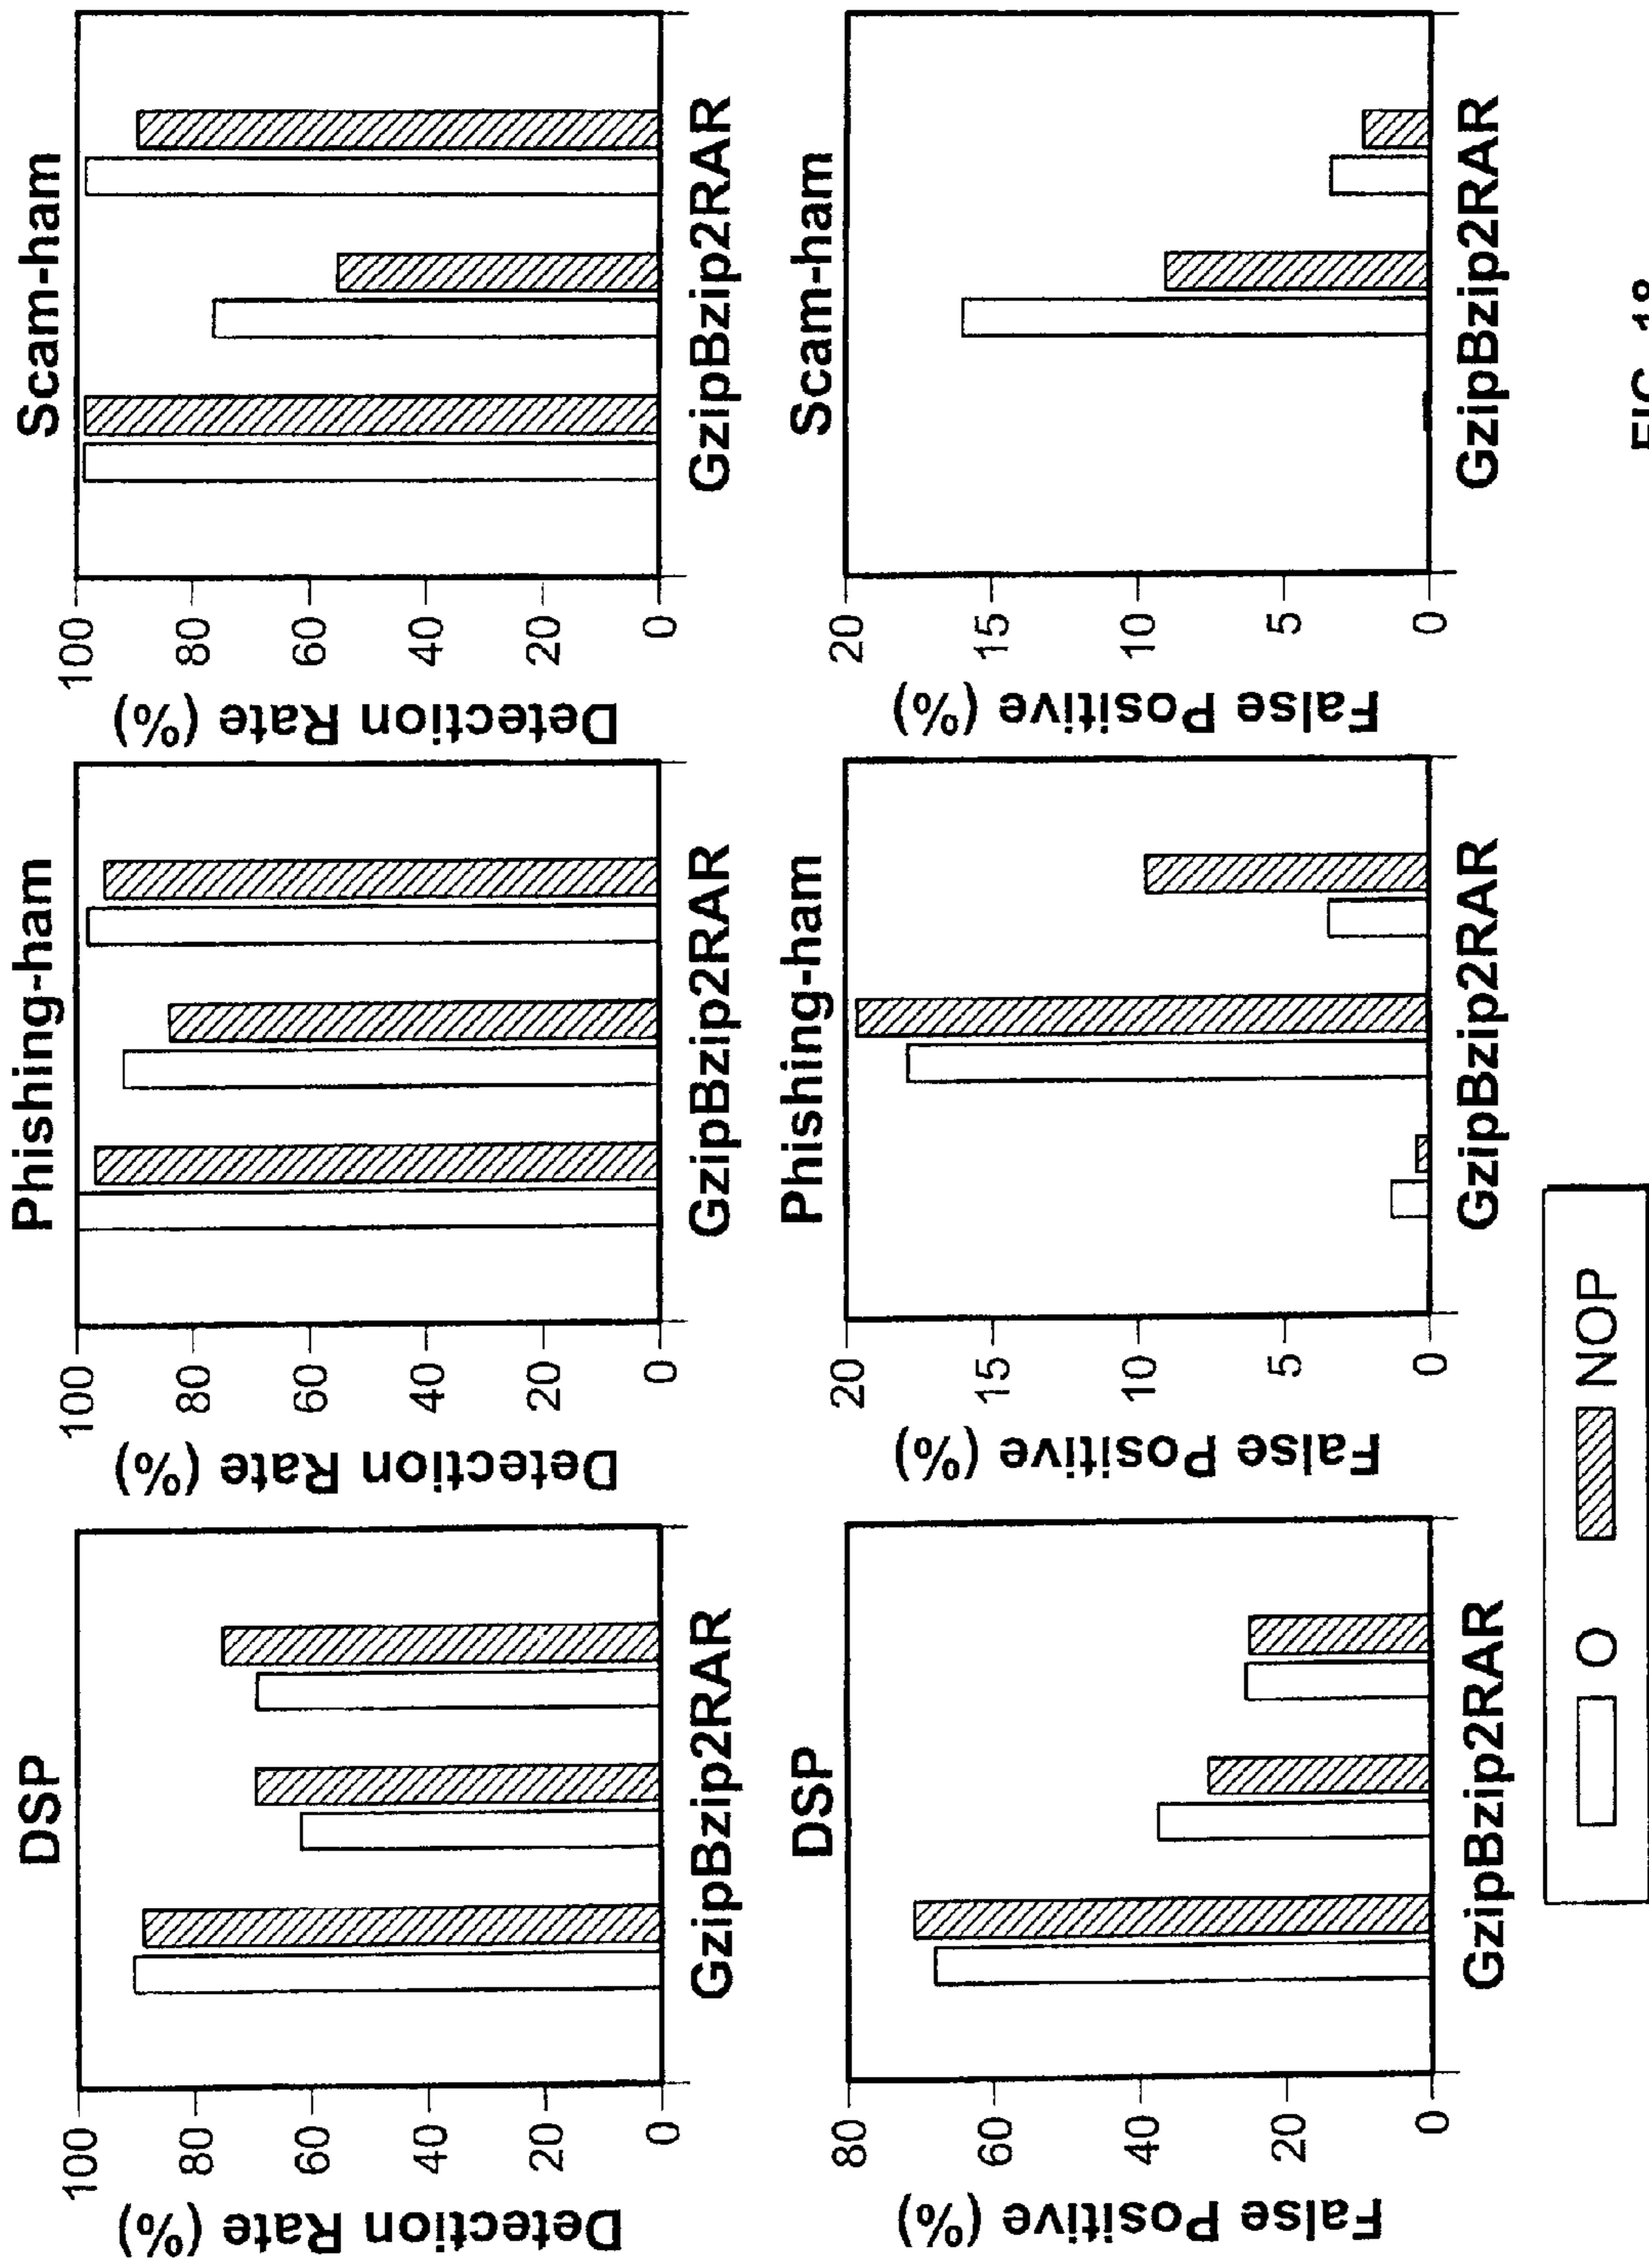 DSP
Detection Rate (%)
100
80
60
40
20
0
GzipBzip2RAR
Phishing-ham
Detection Rate (%)
100
80
60
40
20
0
GzipBzip2RAR
Scam-ham
Detection Rate (%)
100
80
60
40
20
0
GzipBzip2RAR
DSP
False Positive (%)
80
60
40
20
0
GzipBzip2RAR
Phishing-ham
False Positive (%)
20
15
10
5
0
GzipBzip2RAR
Scam-ham
False Positive (%)
20
15
10
5
0
GzipBzip2RAR
O NOP
FIG. 18